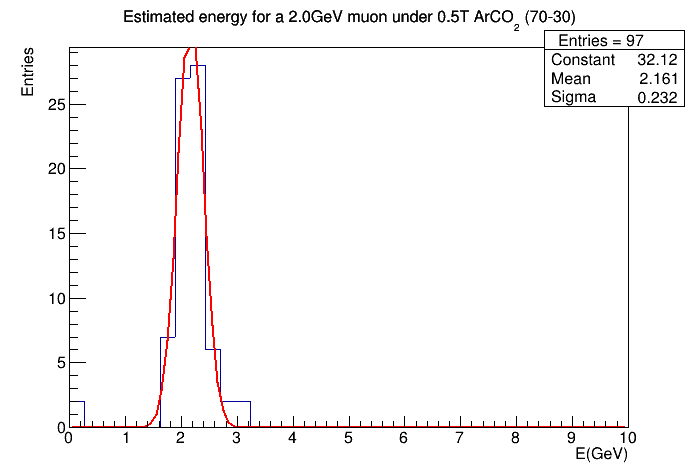 Estimated energy for a 2.0GeV muon under 0.5T ArCO₂ (70-30)
Entries = 97
Constant 32.12
Mean 2.161
Sigma 0.232
Entries
25
20
15
10
5
0
0 1 2 3 4 5 6 7 8 9 10
E(GeV)